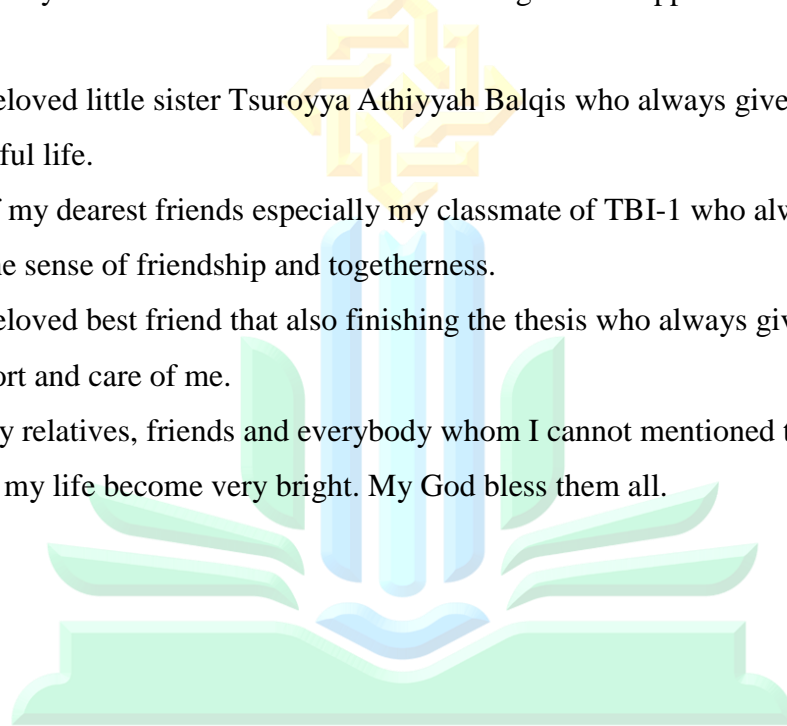 eloved little sister Tsuroyya Athiyyah Balqis who always give
ful life.
my dearest friends especially my classmate of TBI-1 who alw
e sense of friendship and togetherness.
eloved best friend that also finishing the thesis who always giv
ort and care of me.
y relatives, friends and everybody whom I cannot mentioned t
my life become very bright. My God bless them all.